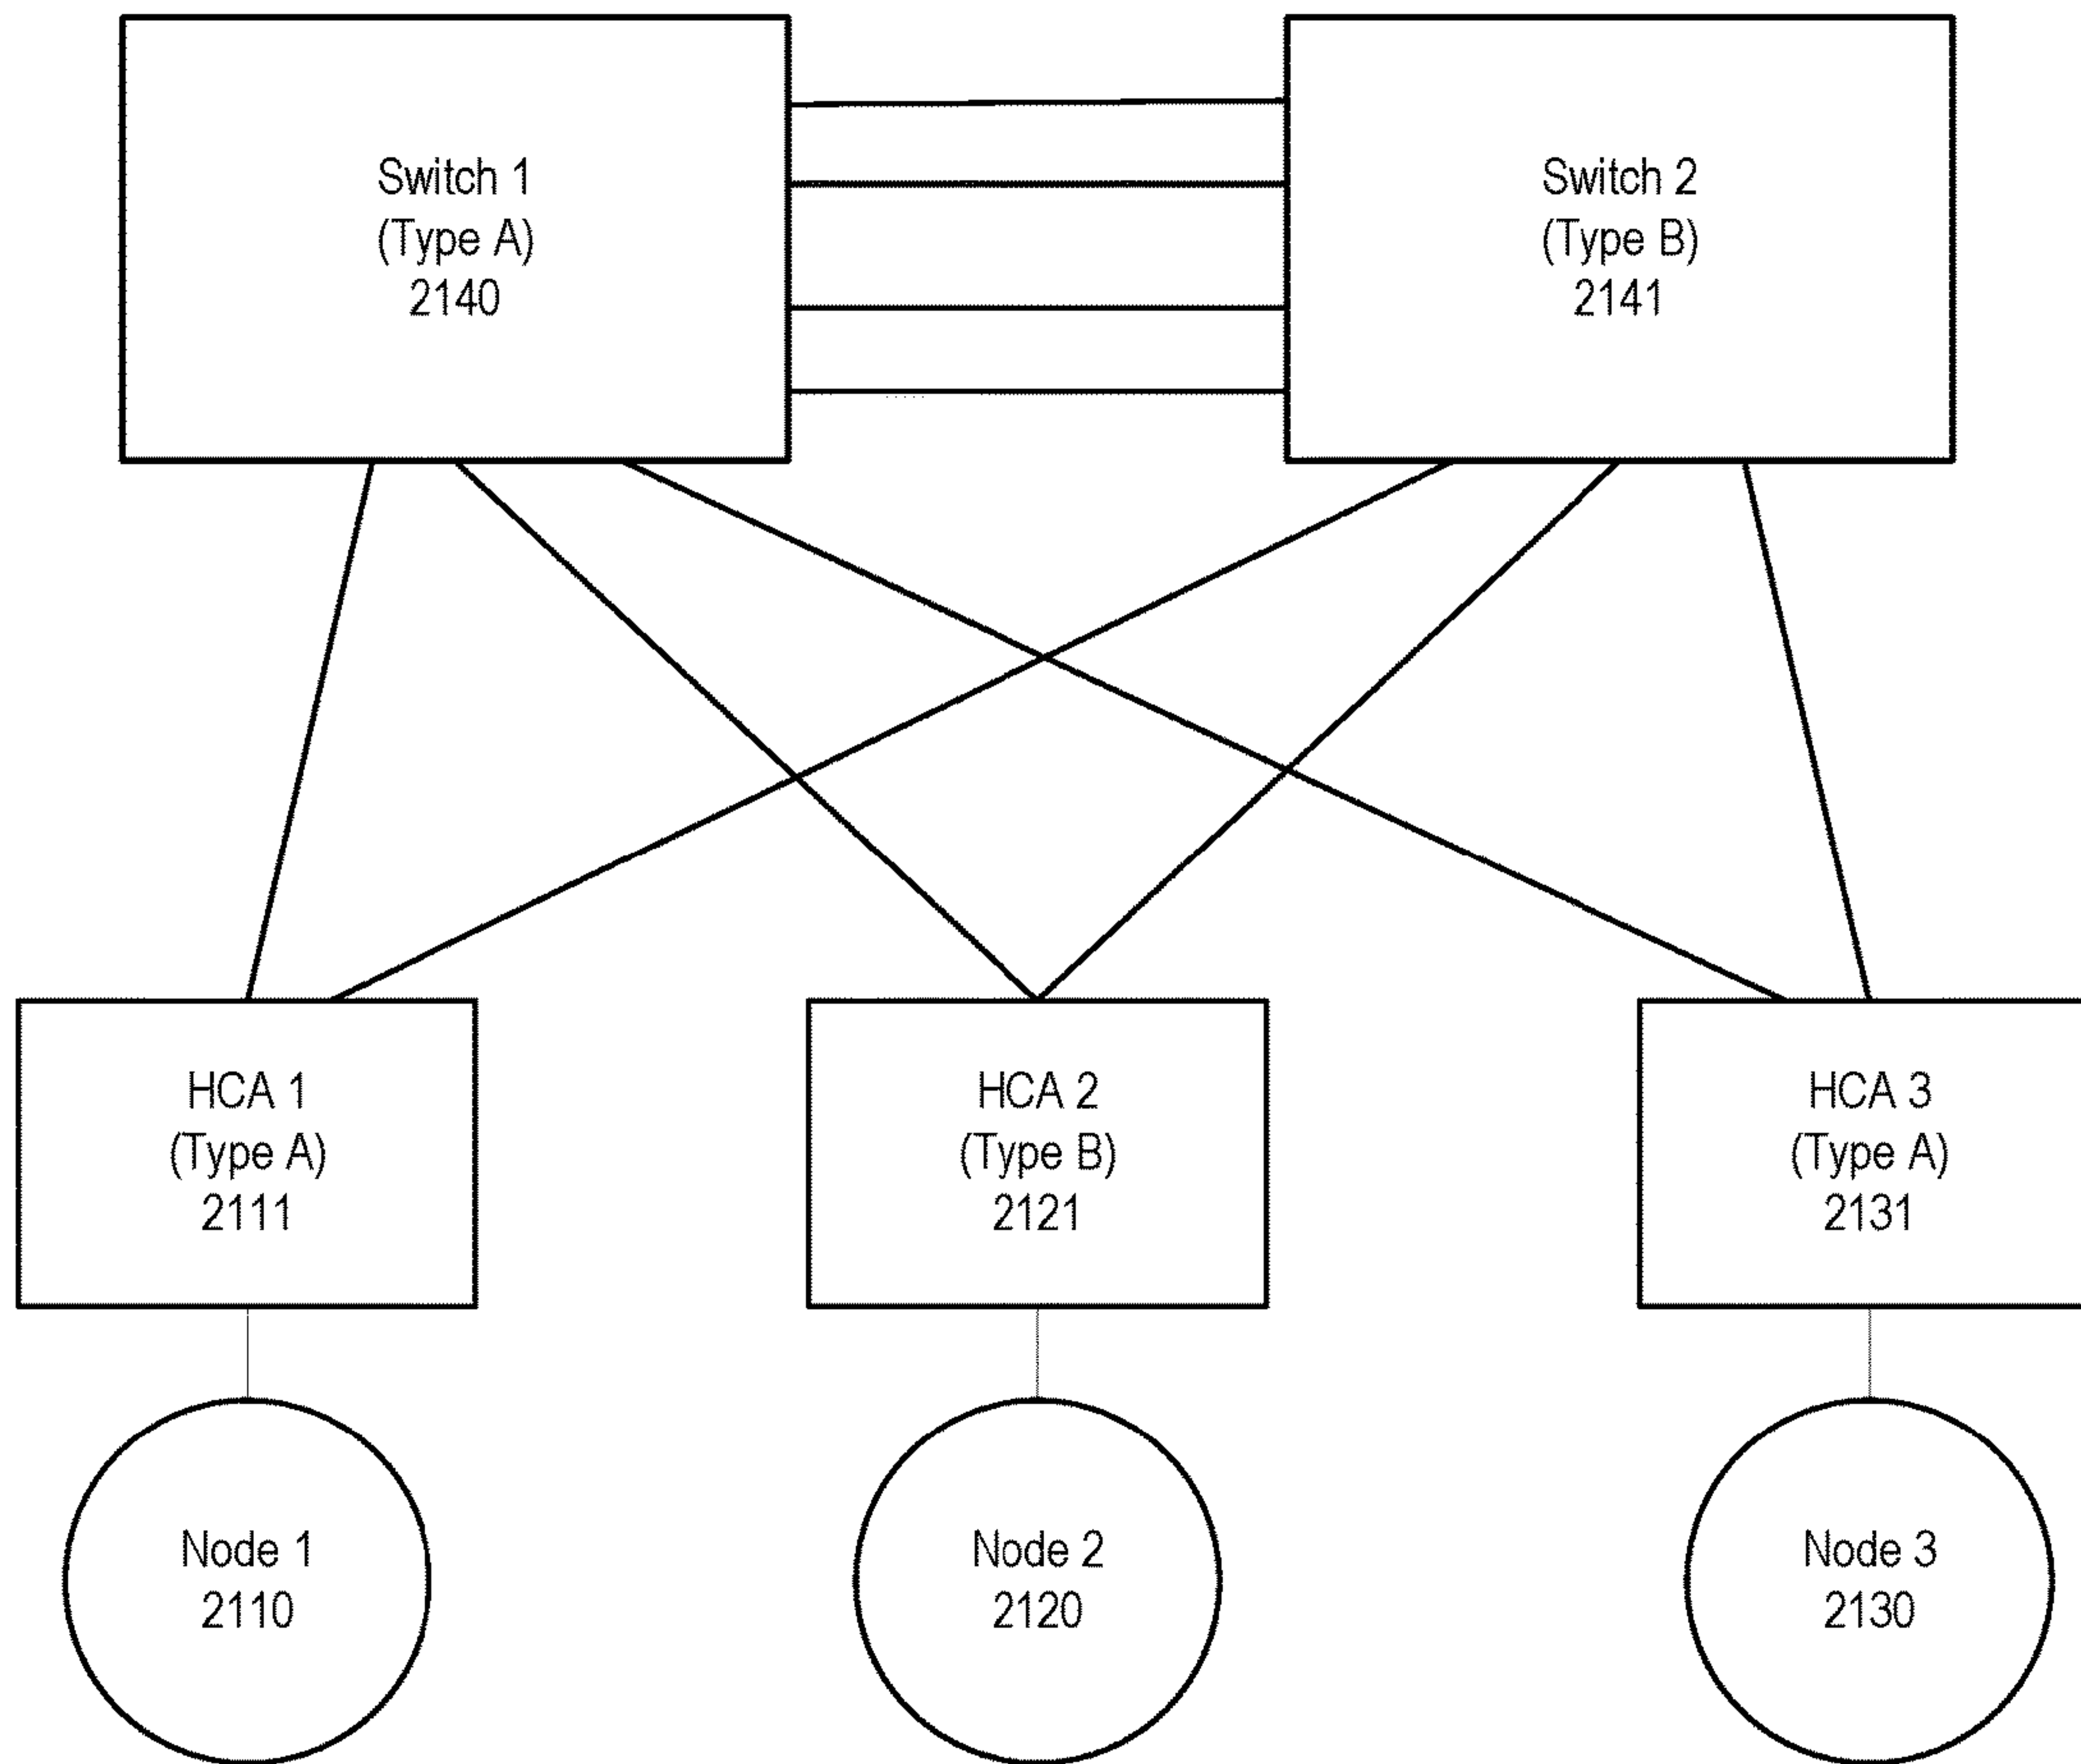 Switch 1
(Type A)
2140
Switch 2
(Type B)
2141
HCA 1
(Type A)
2111
HCA 2
(Type B)
2121
HCA 3
(Type A)
2131
Node 1
2110
Node 2
2120
Node 3
2130